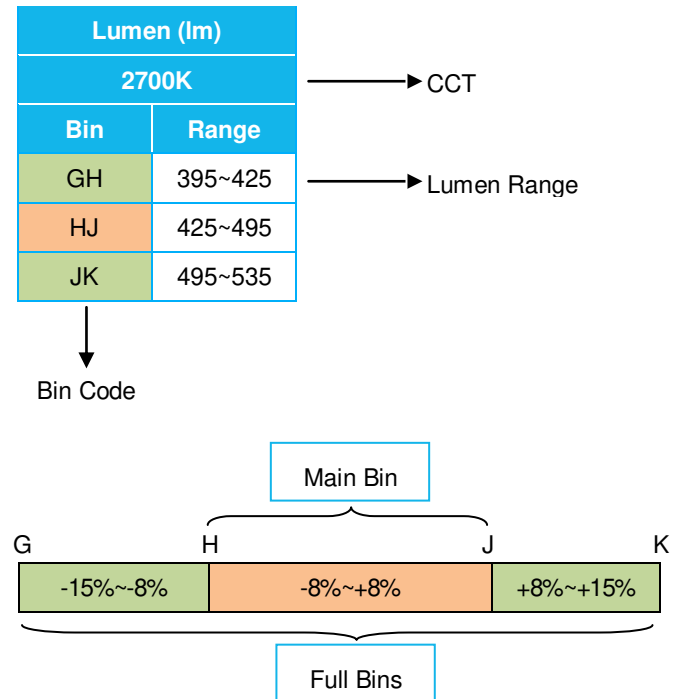 Lumen (lm)
2700K
CCT
Bin Range
GH 395~425
Lumen Range
HJ 425~495
JK 495~535
Bin Code
Main Bin
G H J K
-15%~-8% -8%~+8% +8%~+15%
Full Bins